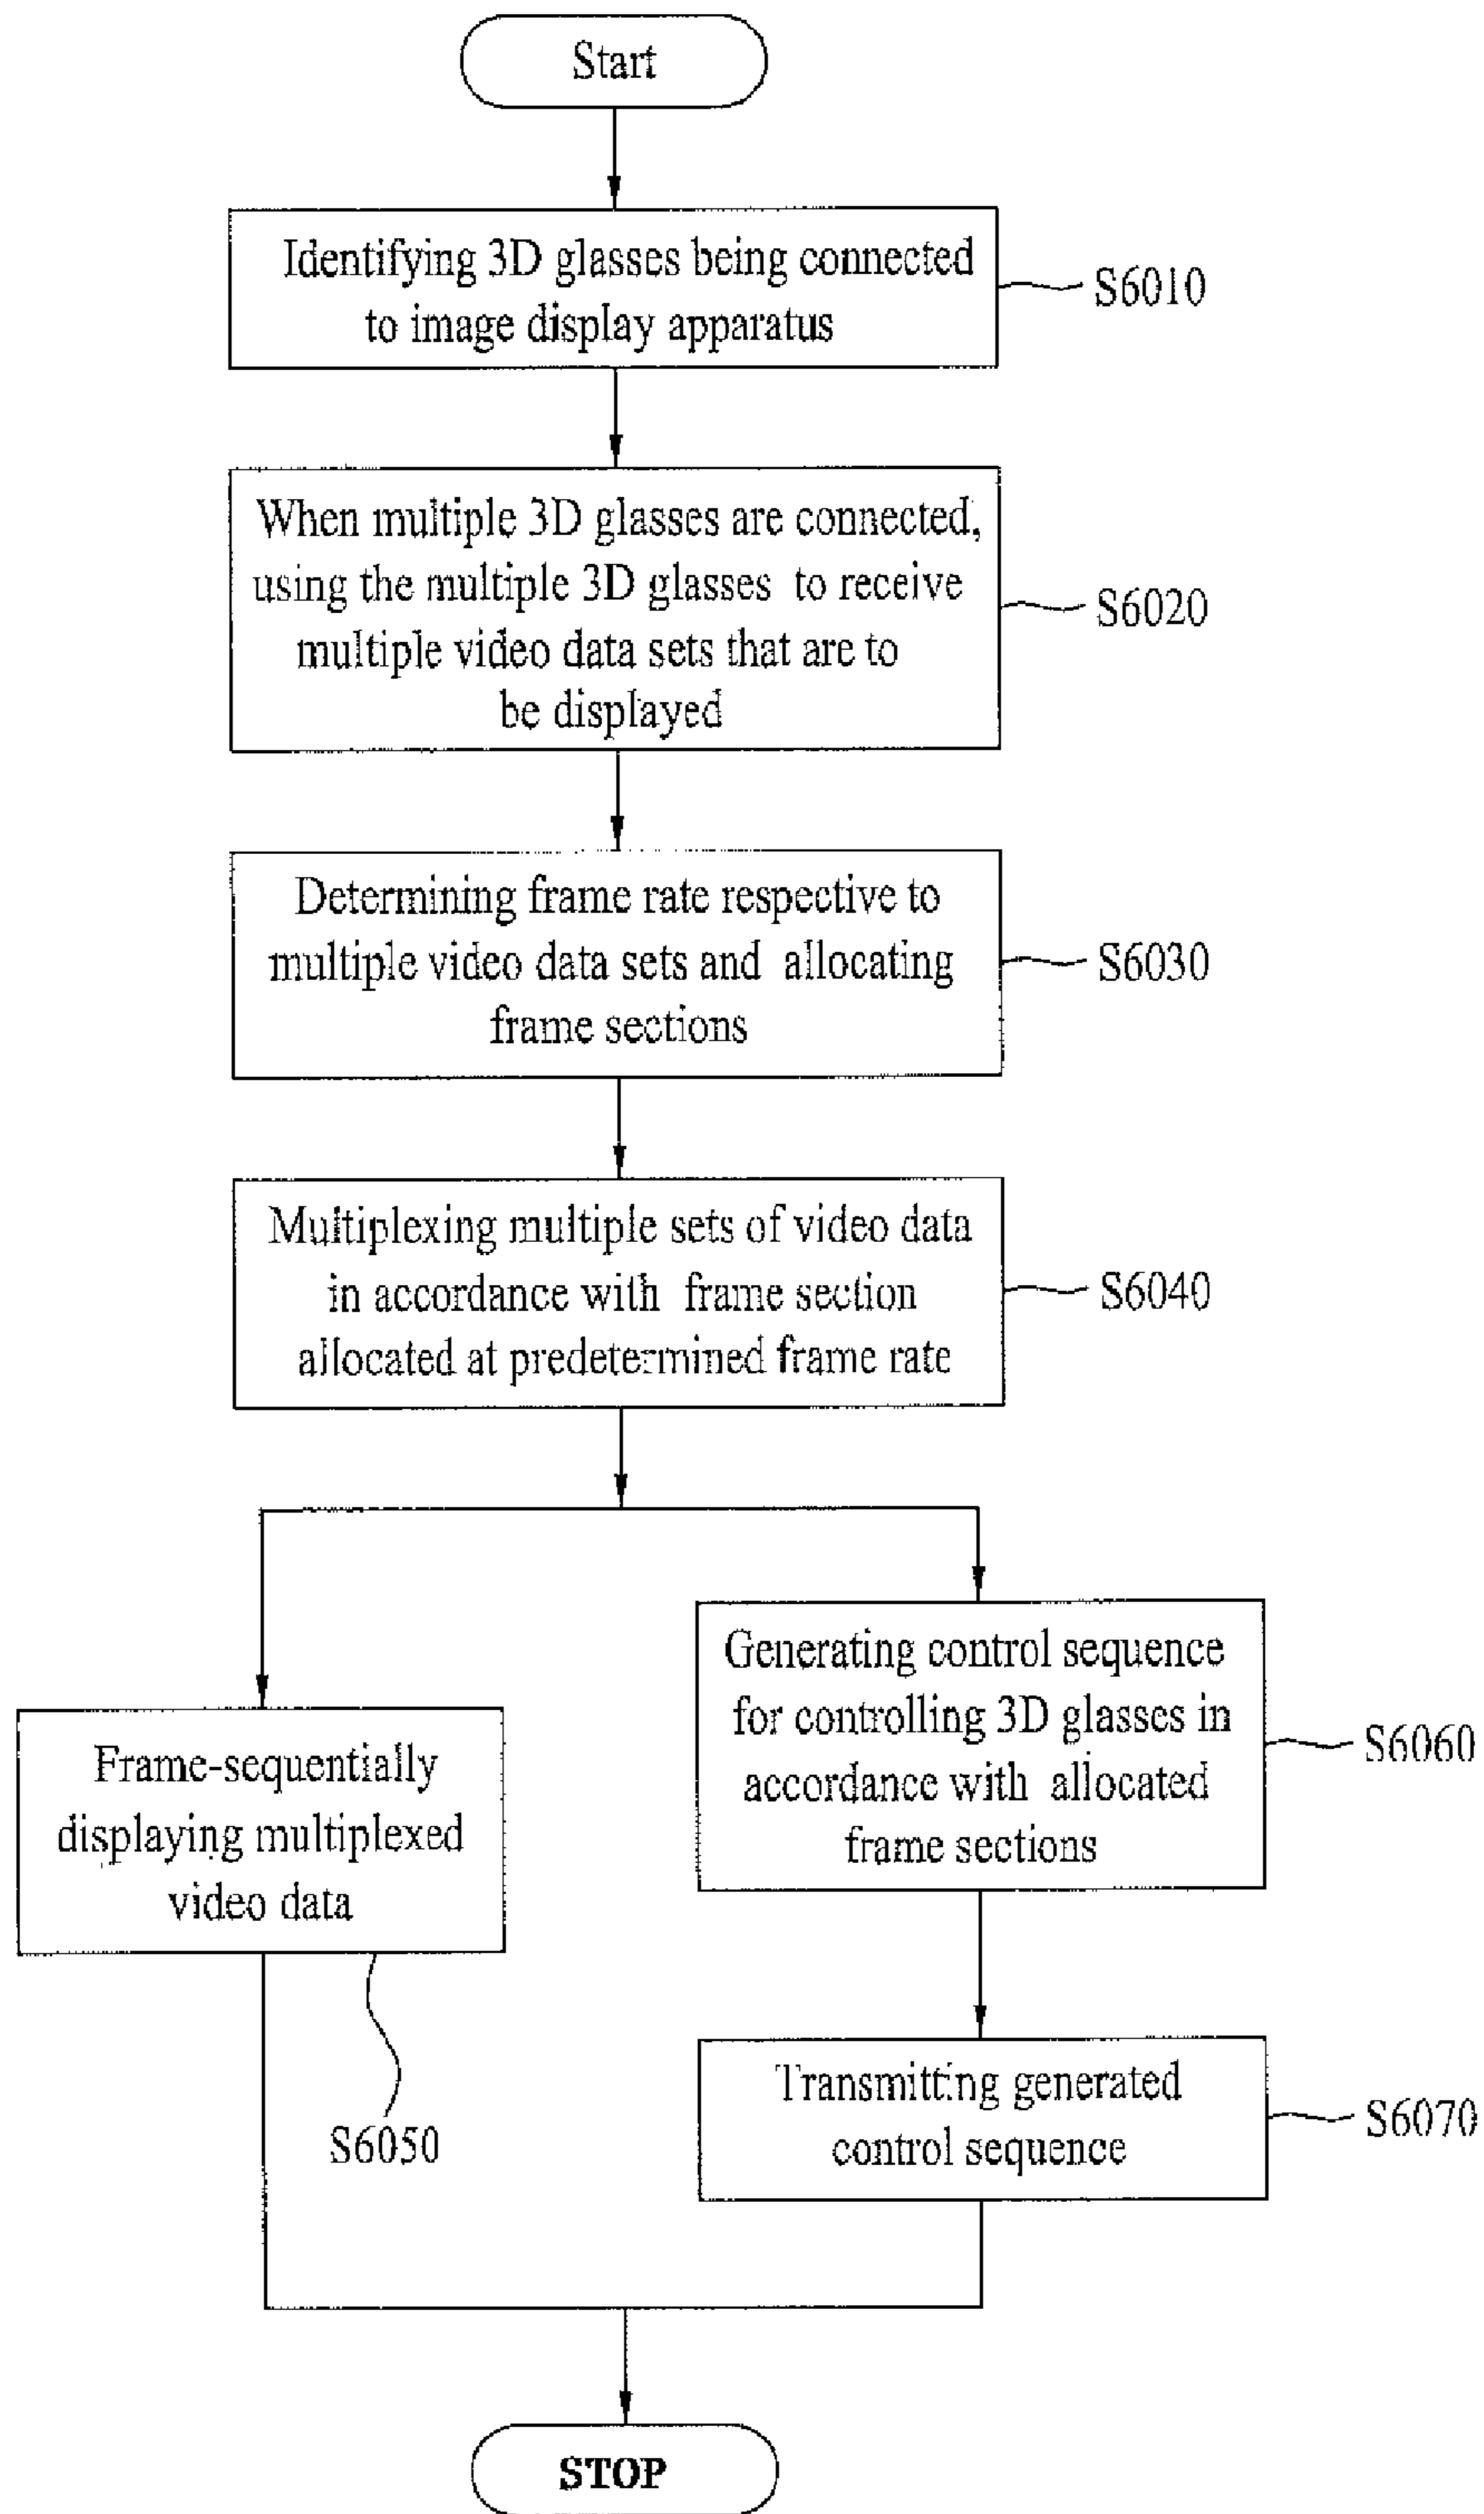 Start
Identifying 3D glasses being connected
to image display apparatus
S6010
When multiple 3D glasses are connected,
using the multiple 3D glasses to receive
multiple video data sets that are to
be displayed
S6020
Determining frame rate respective to
multiple video data sets and allocating
frame sections
S6030
Multiplexing multiple sets of video data
in accordance with frame section
allocated at predetermined frame rate
S6040
Frame-sequentially
displaying multiplexed
video data
S6050
Generating control sequence
for controlling 3D glasses in
accordance with allocated
frame sections
S6060
Transmitting generated
control sequence
S6070
STOP